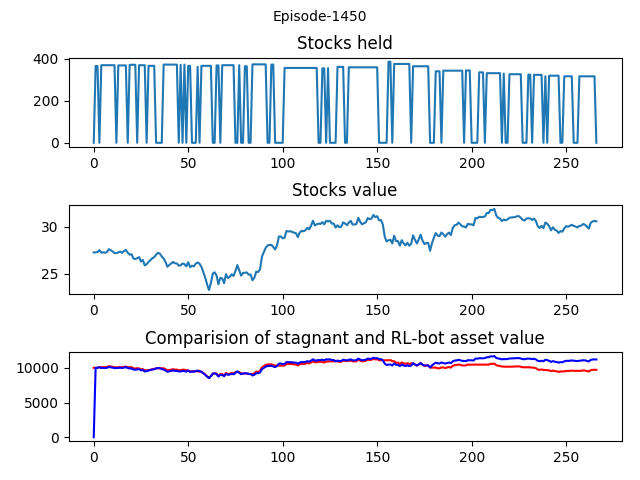 Episode-1450
Stocks held
400
200
0
0 50 100 150 200 250
Stocks value
30
25
0 50 100 150 200 250
Comparision of stagnant and RL-bot asset value
10000
5000
0
0 50 100 150 200 250